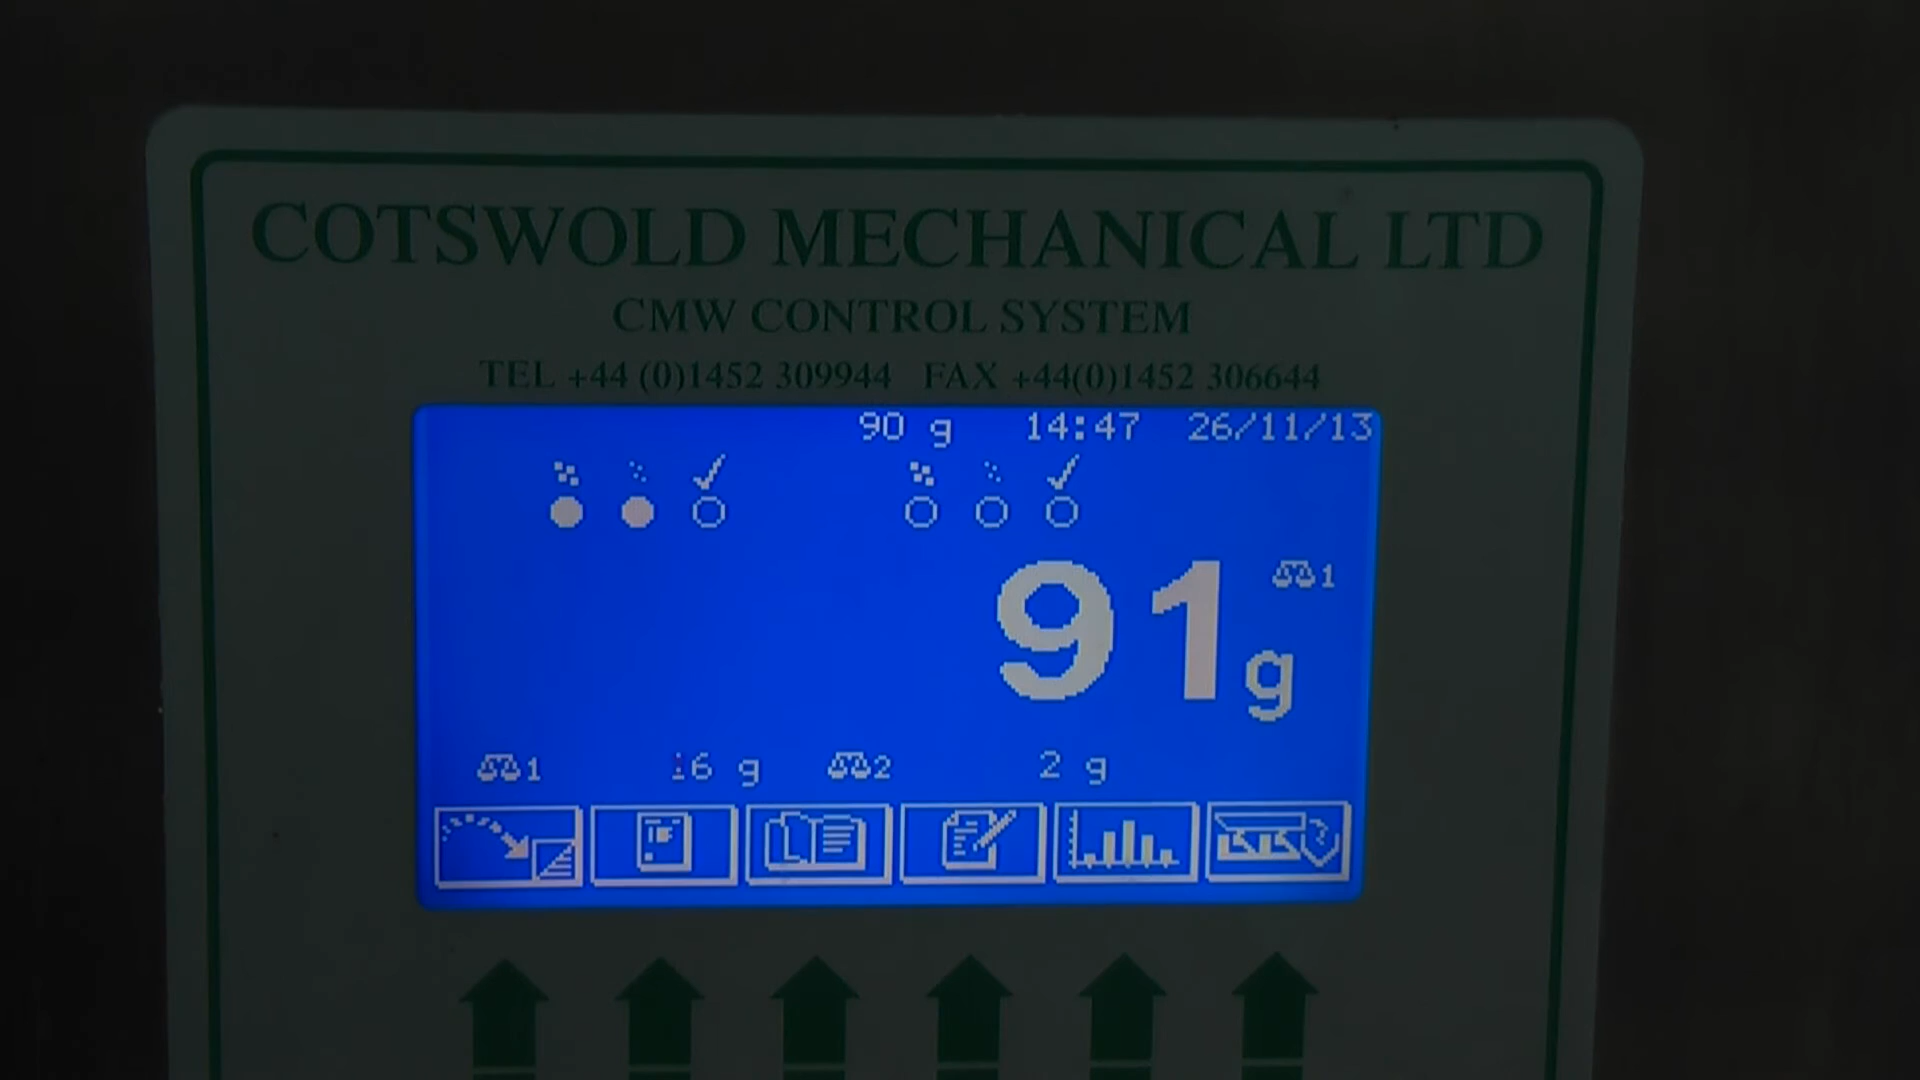 COTSWOLD MECHANICAL LTD
CMW CONTROL SYSTEM
TEL +44 (0)1452 309944 FAX +44(0)1452 306644
90 g 14:47 26/11/13
91g 1
1 g 2 2 g